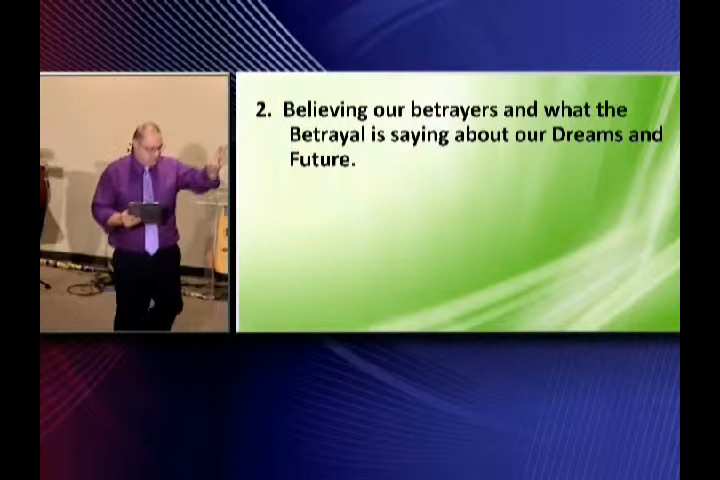 2. Believing our betrayers and what the
Betrayal is saying about our Dreams and
Future.